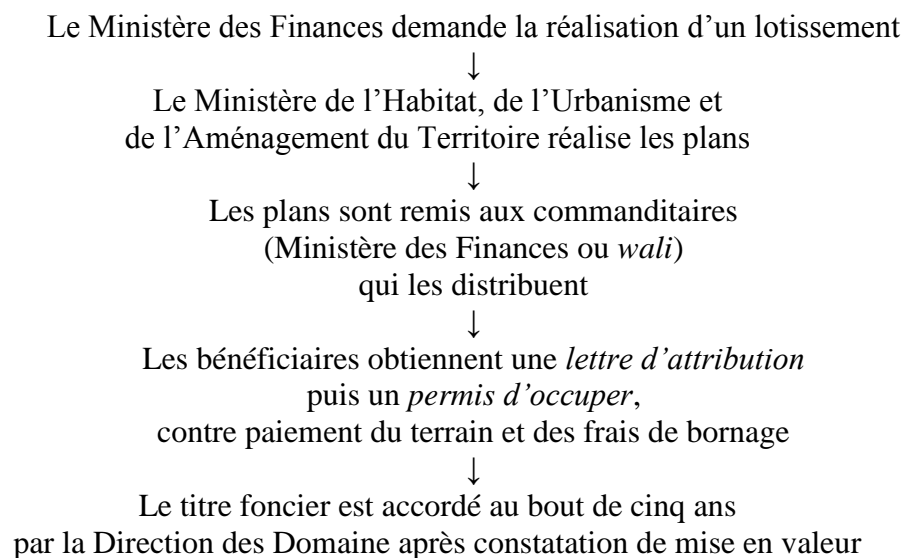 Le Ministère des Finances demande la réalisation d’un lotissement
↓
Le Ministère de l’Habitat, de l’Urbanisme et
de l’Aménagement du Territoire réalise les plans
↓
Les plans sont remis aux commanditaires
(Ministère des Finances ou wali)
qui les distribuent
↓
Les bénéficiaires obtiennent une lettre d’attribution
puis un permis d’occuper,
contre paiement du terrain et des frais de bornage
↓
Le titre foncier est accordé au bout de cinq ans
par la Direction des Domaine après constatation de mise en valeur